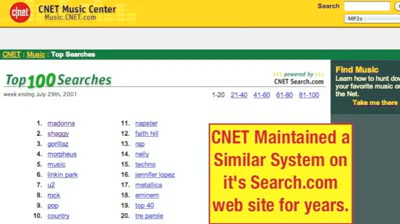 cnet
CNET Music Center
Music.CNET.com
Search
MP3s
CNET : Music : Top Searches
Top 100 Searches
week ending July 29th, 2001
powered by
CNET Search.com
1-20 21-40 41-60 61-80 81-100
Find Music
Learn how to hunt down
your favorite music on
the Net.
Take me there
1. madonna
2. shaggy
3. gorillaz
4. morpheus
5. music
6. linkin park
7. u2
8. rock
9. pop
10. country
11. napster
12. faith hill
13. rap
14. nelly
15. techno
16. jennifer lopez
17. metallica
18. eminem
19. top 40
20. tre parole
CNET Maintained a
Similar System on
it's Search.com
web site for years.